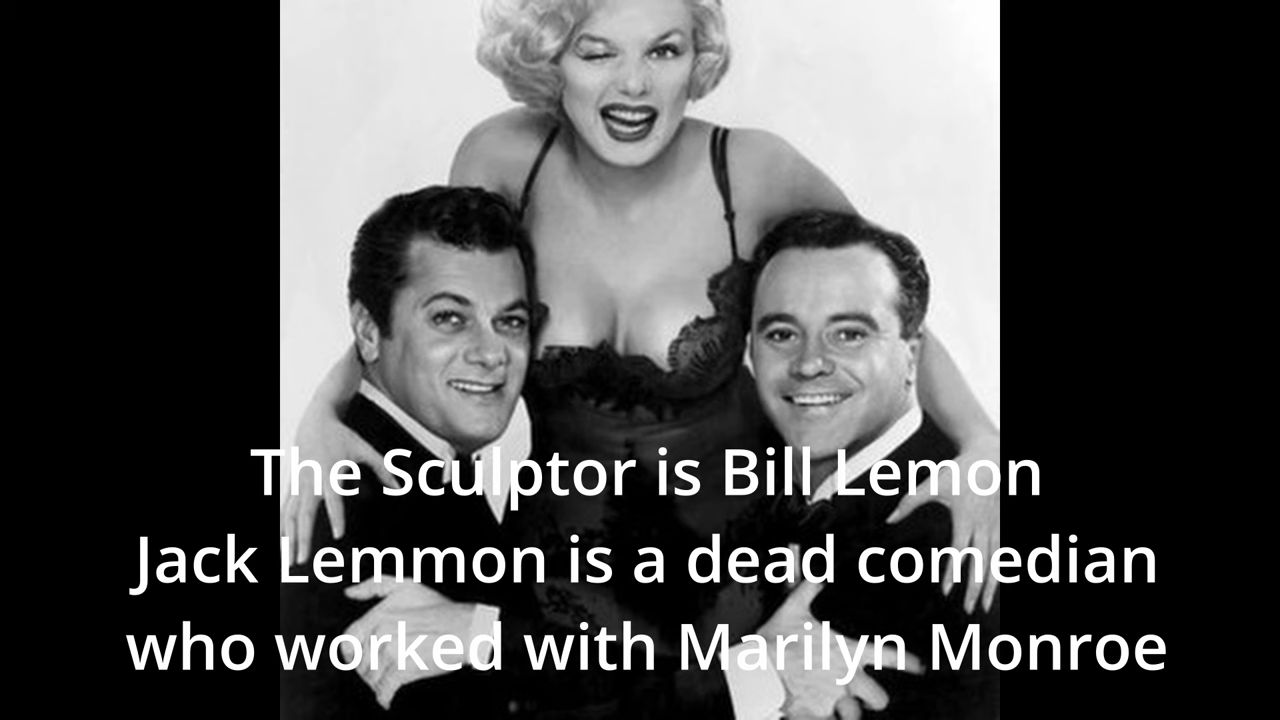 The Sculptor is Bill Lemon
Jack Lemmon is a dead comedian
who worked with Marilyn Monroe